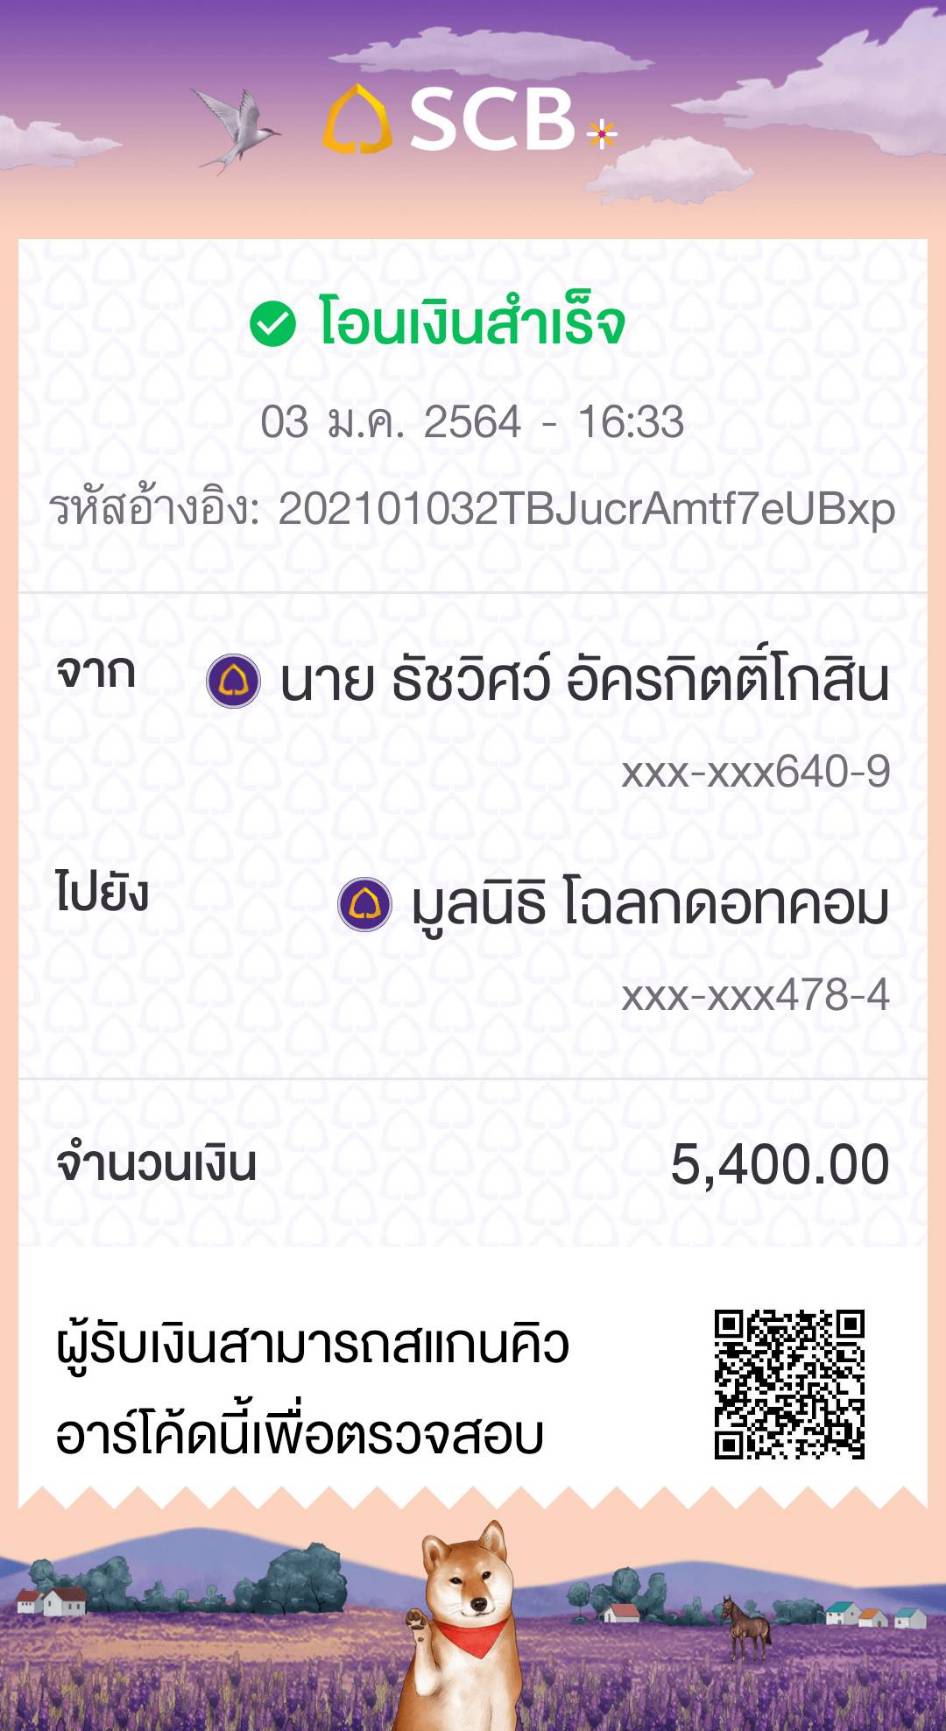 SCB
โอนเงินสำเร็จ
03 ม.ค. 2564 - 16:33
รหัสอ้างอิง: 202101032TBJucrAmtf7eUBxp
จาก นาย ธัชวิศว์ อัครกิตติ์โกสิน
xxx-xxx640-9
ไปยัง มูลนิธิ โฉลกดอทคอม
xxx-xxx478-4
จำนวนเงิน 5,400.00
ผู้รับเงินสามารถสแกนคิว
อาร์โค้ดนี้เพื่อตรวจสอบ